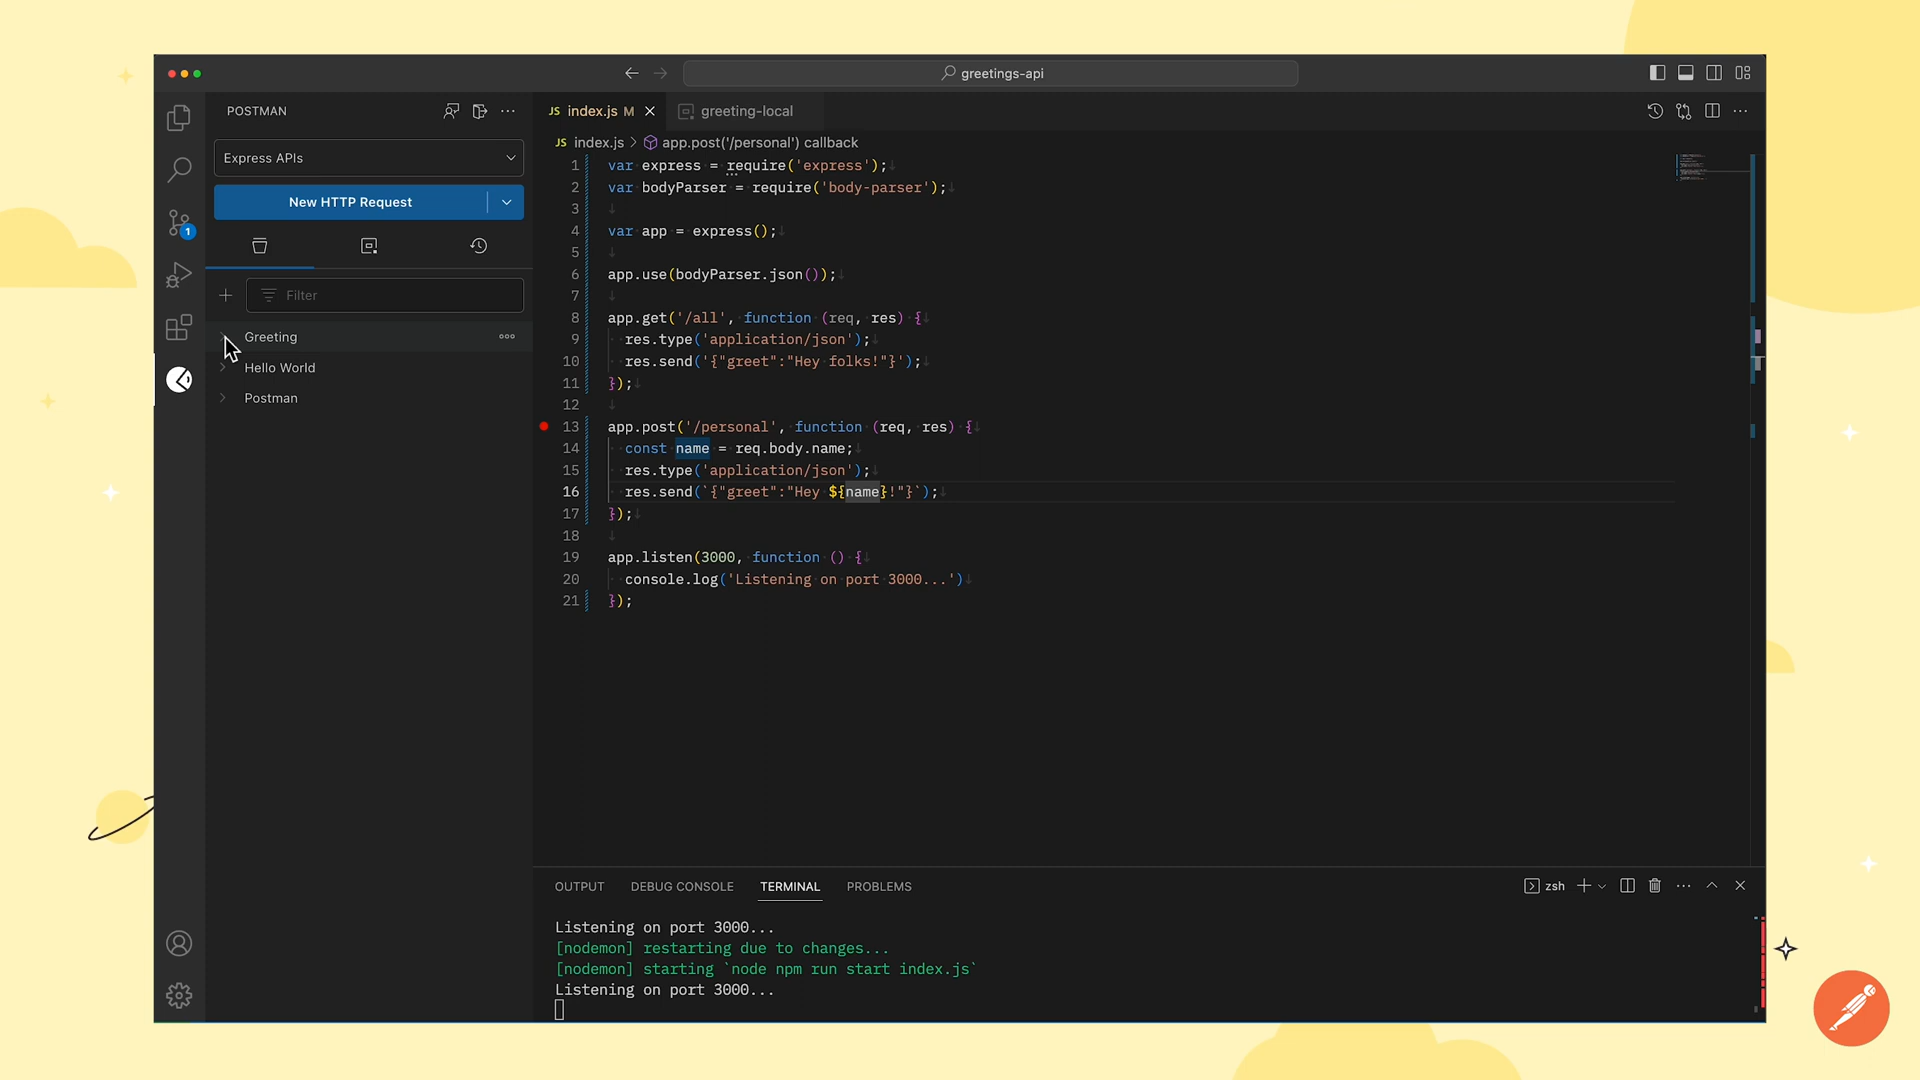 greetings-api
POSTMAN
Express APIs
New HTTP Request
Filter
Greeting
Hello World
Postman
1
JS index.js M
greeting-local
JS index.js > app.post('/personal') callback
1 var express = require('express');
2 var bodyParser = require('body-parser');
3
4 var app = express();
5
6 app.use(bodyParser.json());
7
8 app.get('/all', function (req, res) {
9 res.type('application/json');
10 res.send('{"greet":"Hey folks!"}');
11 });
12
13 app.post('/personal', function (req, res) {
14 const name = req.body.name;
15 res.type('application/json');
16 res.send(`{"greet":"Hey ${name}!"}`);
17 });
18
19 app.listen(3000, function () {
20 console.log('Listening on port 3000...')
21 });
OUTPUT DEBUG CONSOLE TERMINAL PROBLEMS
zsh
Listening on port 3000...
[nodemon] restarting due to changes...
[nodemon] starting `node npm run start index.js`
Listening on port 3000...